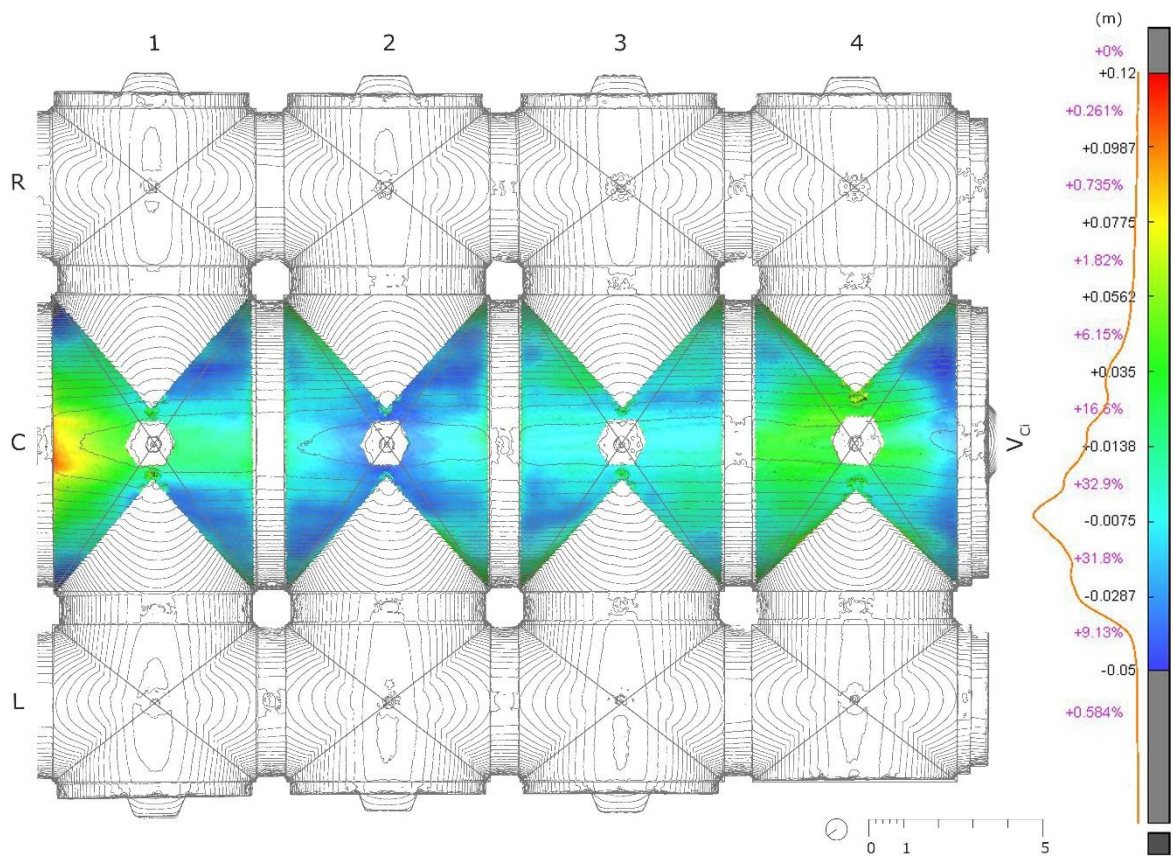 1 2 3 4
(m)
+0%
+0.12
+0.261%
+0.0987
+0.735%
+0.0775
+1.82%
+0.0562
+6.15%
+0.035
+16.6%
+0.0138
+32.9%
-0.0075
+31.8%
-0.0287
+9.13%
-0.05
+0.584%
R
C
L
VCi
0 1 5